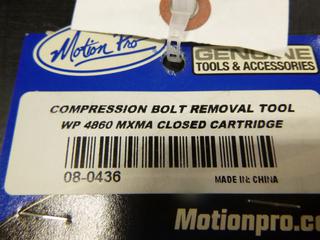 Motion Pro
GENUINE
TOOLS & ACCESSORIES
COMPRESSION BOLT REMOVAL TOOL
WP 4860 MXMA CLOSED CARTRIDGE
08-0436
MADE IN CHINA
Motionpro.co